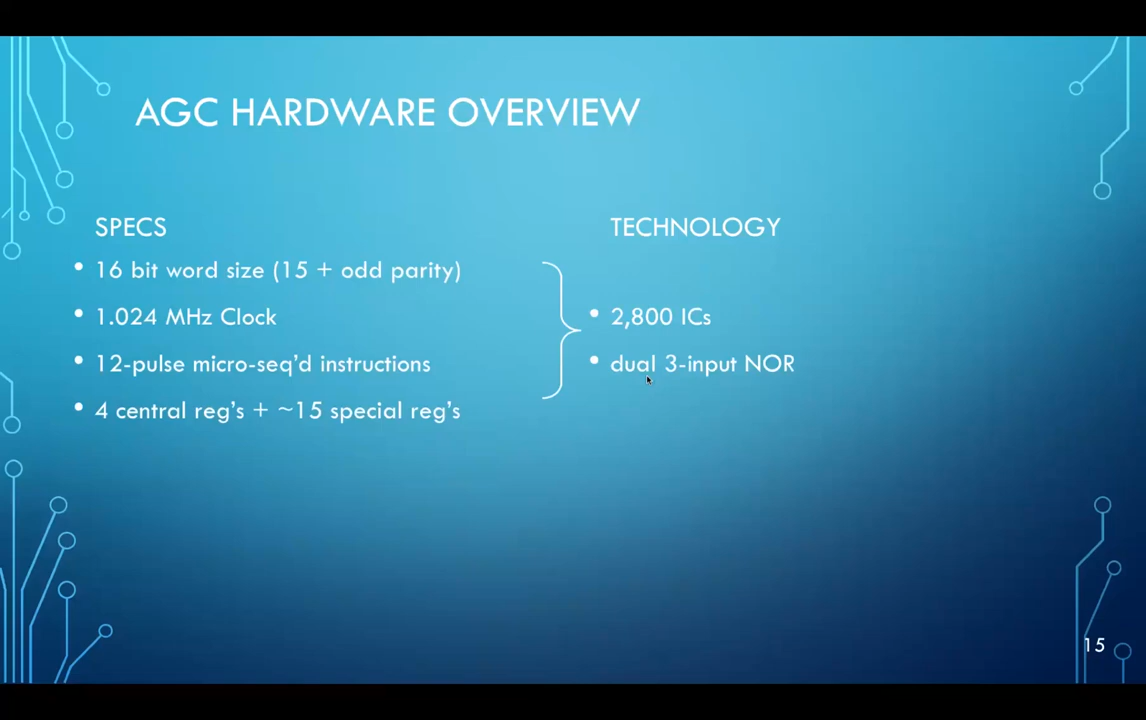 AGC HARDWARE OVERVIEW
SPECS
• 16 bit word size (15 + odd parity)
• 1.024 MHz Clock
• 12-pulse micro-seq’d instructions
• 4 central reg’s + ~15 special reg’s
TECHNOLOGY
• 2,800 ICs
• dual 3-input NOR
15